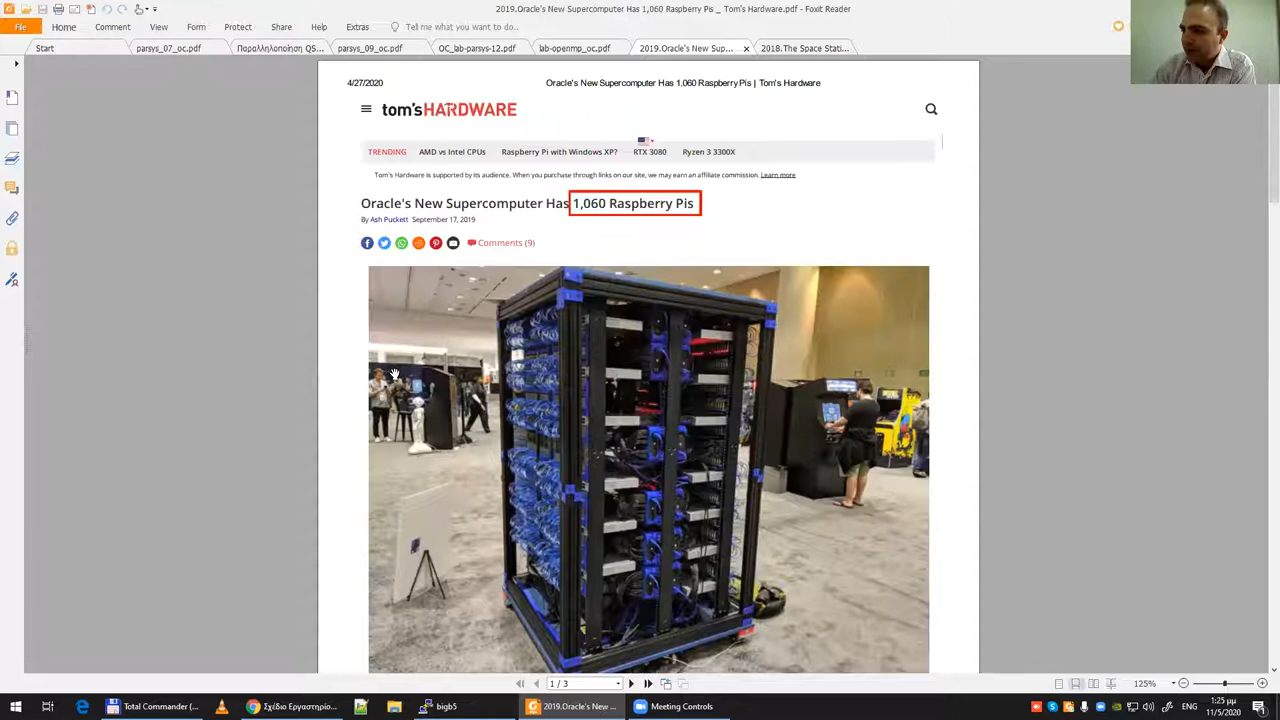 2019.Oracle's New Supercomputer Has 1,060 Raspberry Pis _ Tom's Hardware.pdf - Foxit Reader
Home Comment View Form Protect Share Help Extras Tell me what you want to do...
Start parsys_07_oc.pdf Παραλληλοποίηση QS... parsys_09_oc.pdf OC_lab-parsys-12.pdf lab-openmp_oc.pdf 2019.Oracle's New Sup... 2018.The Space Stati...
4/27/2020 Oracle's New Supercomputer Has 1,060 Raspberry Pis | Tom's Hardware
tom'sHARDWARE
TRENDING AMD vs Intel CPUs Raspberry Pi with Windows XP? RTX 3080 Ryzen 3 3300X
Tom's Hardware is supported by its audience. When you purchase through links on our site, we may earn an affiliate commission. Learn more
Oracle's New Supercomputer Has 1,060 Raspberry Pis
By Ash Puckett September 17, 2019
Comments (9)
1 / 3 125%
Total Commander (... Σχολείο Εργαστηρίο... bigb5 2019.Oracle's New ... Meeting Controls 1:25 μμ
11/5/2020